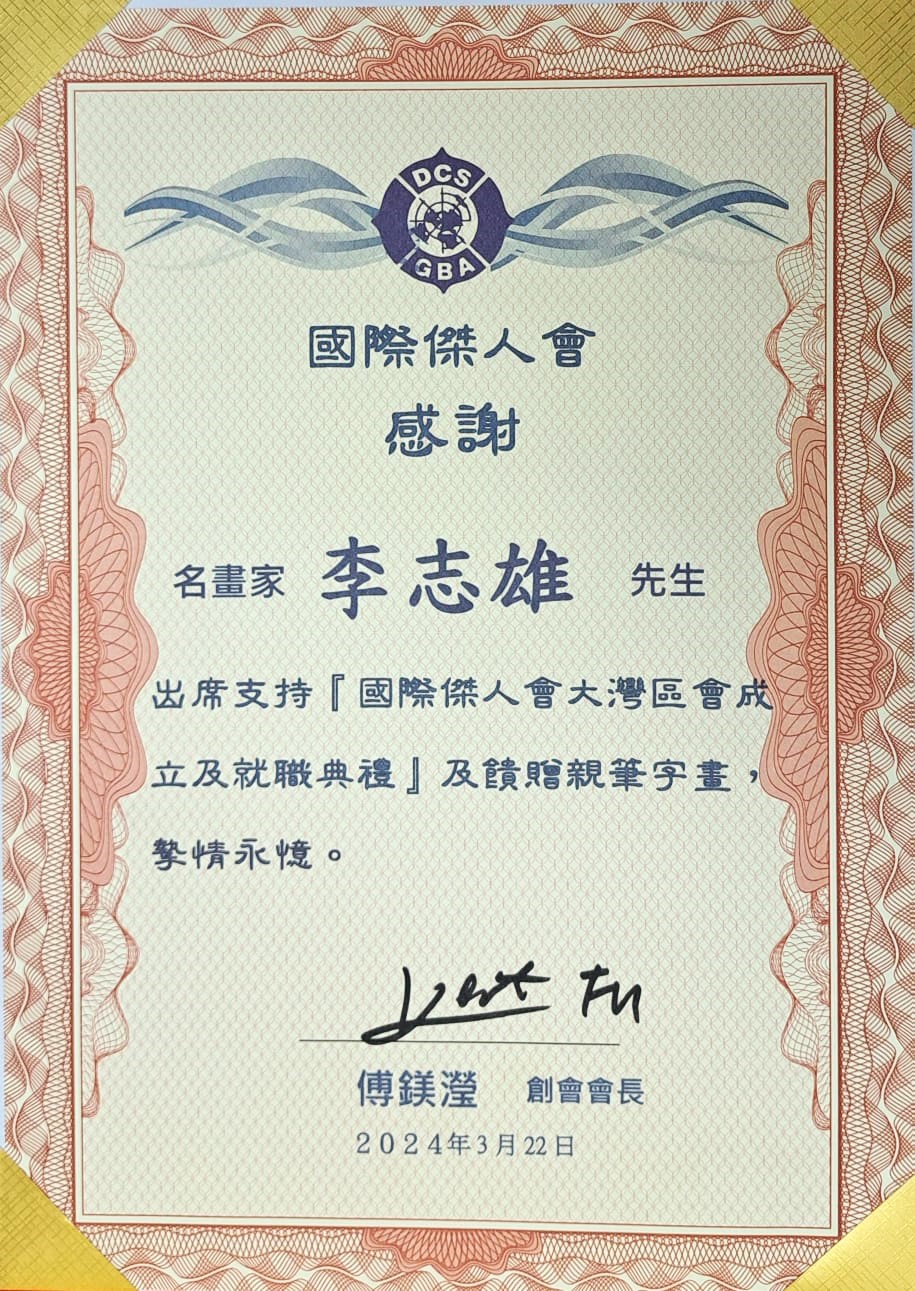 DCS
GBA
國際傑人會
感謝
名畫家 李志雄 先生
出席支持『國際傑人會大灣區會成
立及就職典禮』及饋贈親筆字畫，
摯情永憶。
傅鎂瀅 創會會長
2024年3月22日